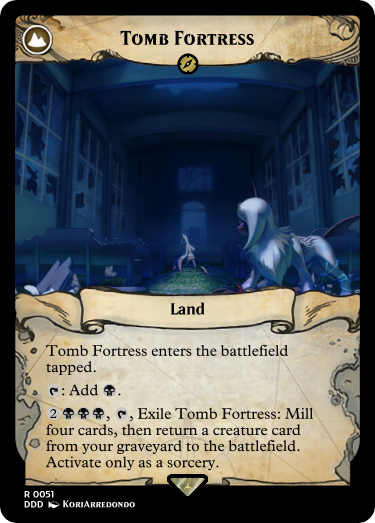 Tomb Fortress
Land
Tomb Fortress enters the battlefield
tapped.
: Add .
2 , , Exile Tomb Fortress: Mill
four cards, then return a creature card
from your graveyard to the battlefield.
Activate only as a sorcery.
R 0051
DDD KoriArredondo